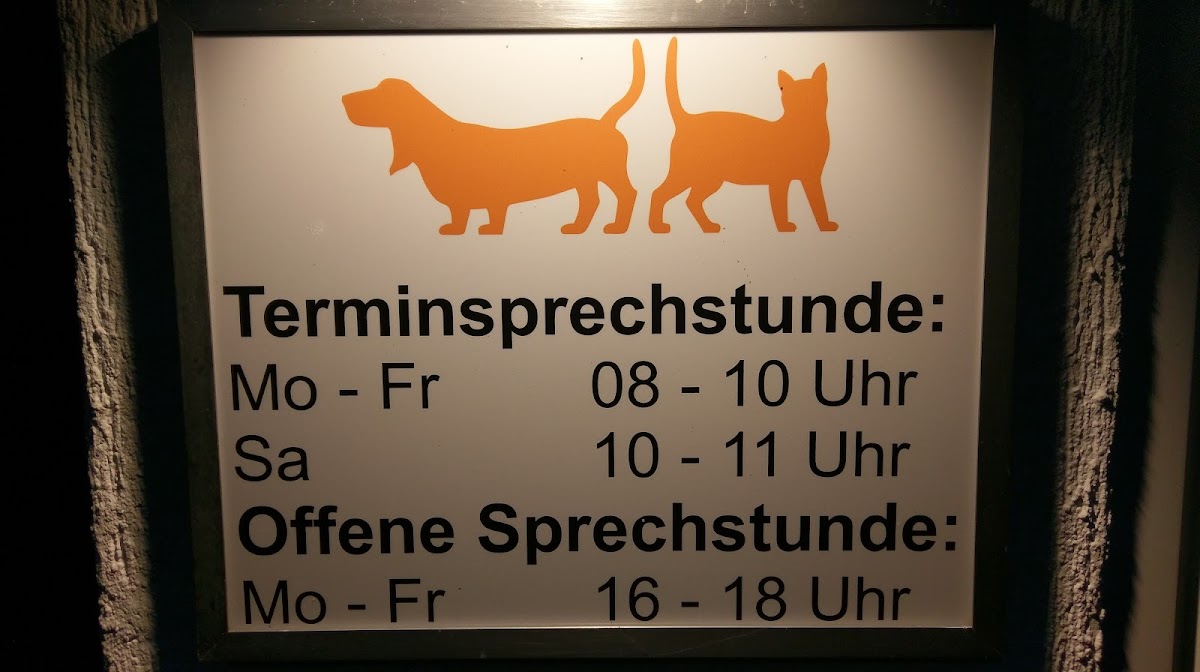 Terminsprechstunde:
Mo - Fr 08 - 10 Uhr
Sa 10 - 11 Uhr
Offene Sprechstunde:
Mo - Fr 16 - 18 Uhr